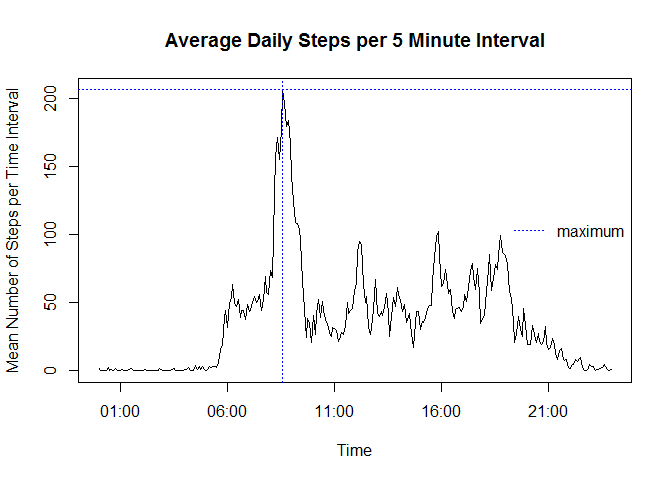 Average Daily Steps per 5 Minute Interval
Mean Number of Steps per Time Interval
200
150
100
50
0
maximum
01:00 06:00 11:00 16:00 21:00
Time